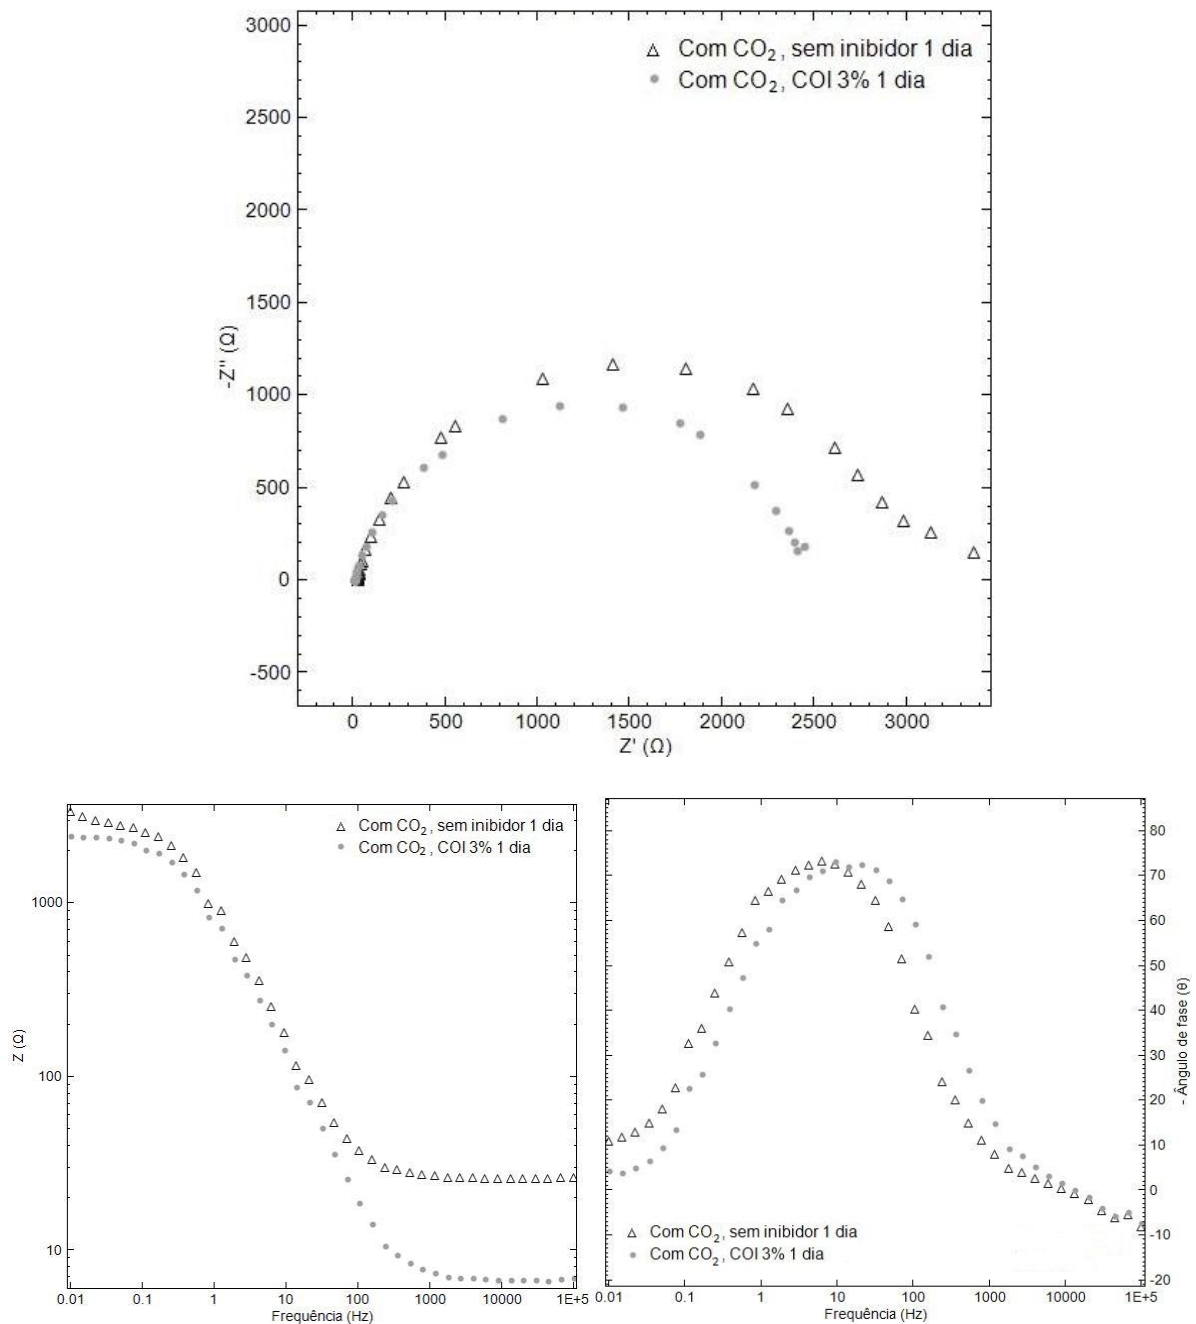 3000
2500
2000
1500
1000
500
0
-500
-Z'' (Ω)
Com CO₂, sem inibidor 1 dia
Com CO₂, COI 3% 1 dia
0 500 1000 1500 2000 2500 3000
Z' (Ω)
1000
100
10
Z (Ω)
Com CO₂, sem inibidor 1 dia
Com CO₂, COI 3% 1 dia
0.01 0.1 1 10 100 1000 10000 1E+5
Frequência (Hz)
80
70
60
50
40
30
20
10
0
-10
-20
- Ângulo de fase (θ)
Com CO₂, sem inibidor 1 dia
Com CO₂, COI 3% 1 dia
0.01 0.1 1 10 100 1000 10000 1E+5
Frequência (Hz)